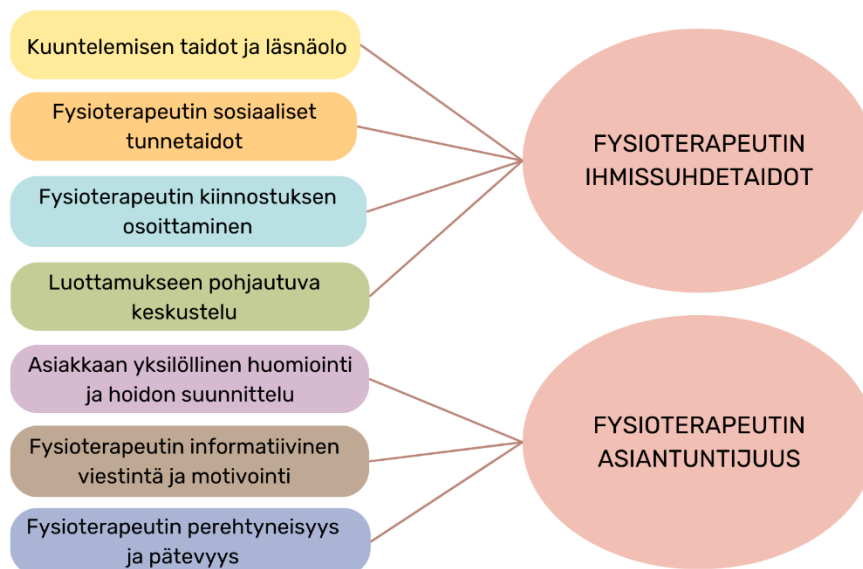 Kuuntelemisen taidot ja läsnäolo
Fysioterapeutin sosiaaliset
tunnetaidot
Fysioterapeutin kiinnostuksen
osoittaminen
Luottamukseen pohjautuva
keskustelu
FYSIOTERAPEUTIN
IHMISSUHDETAIDOT
Asiakkaan yksilöllinen huomiointi
ja hoidon suunnittelu
Fysioterapeutin informatiivinen
viestintä ja motivointi
Fysioterapeutin perehtyneisyys
ja pätevyys
FYSIOTERAPEUTIN
ASIANTUNTIJUUS